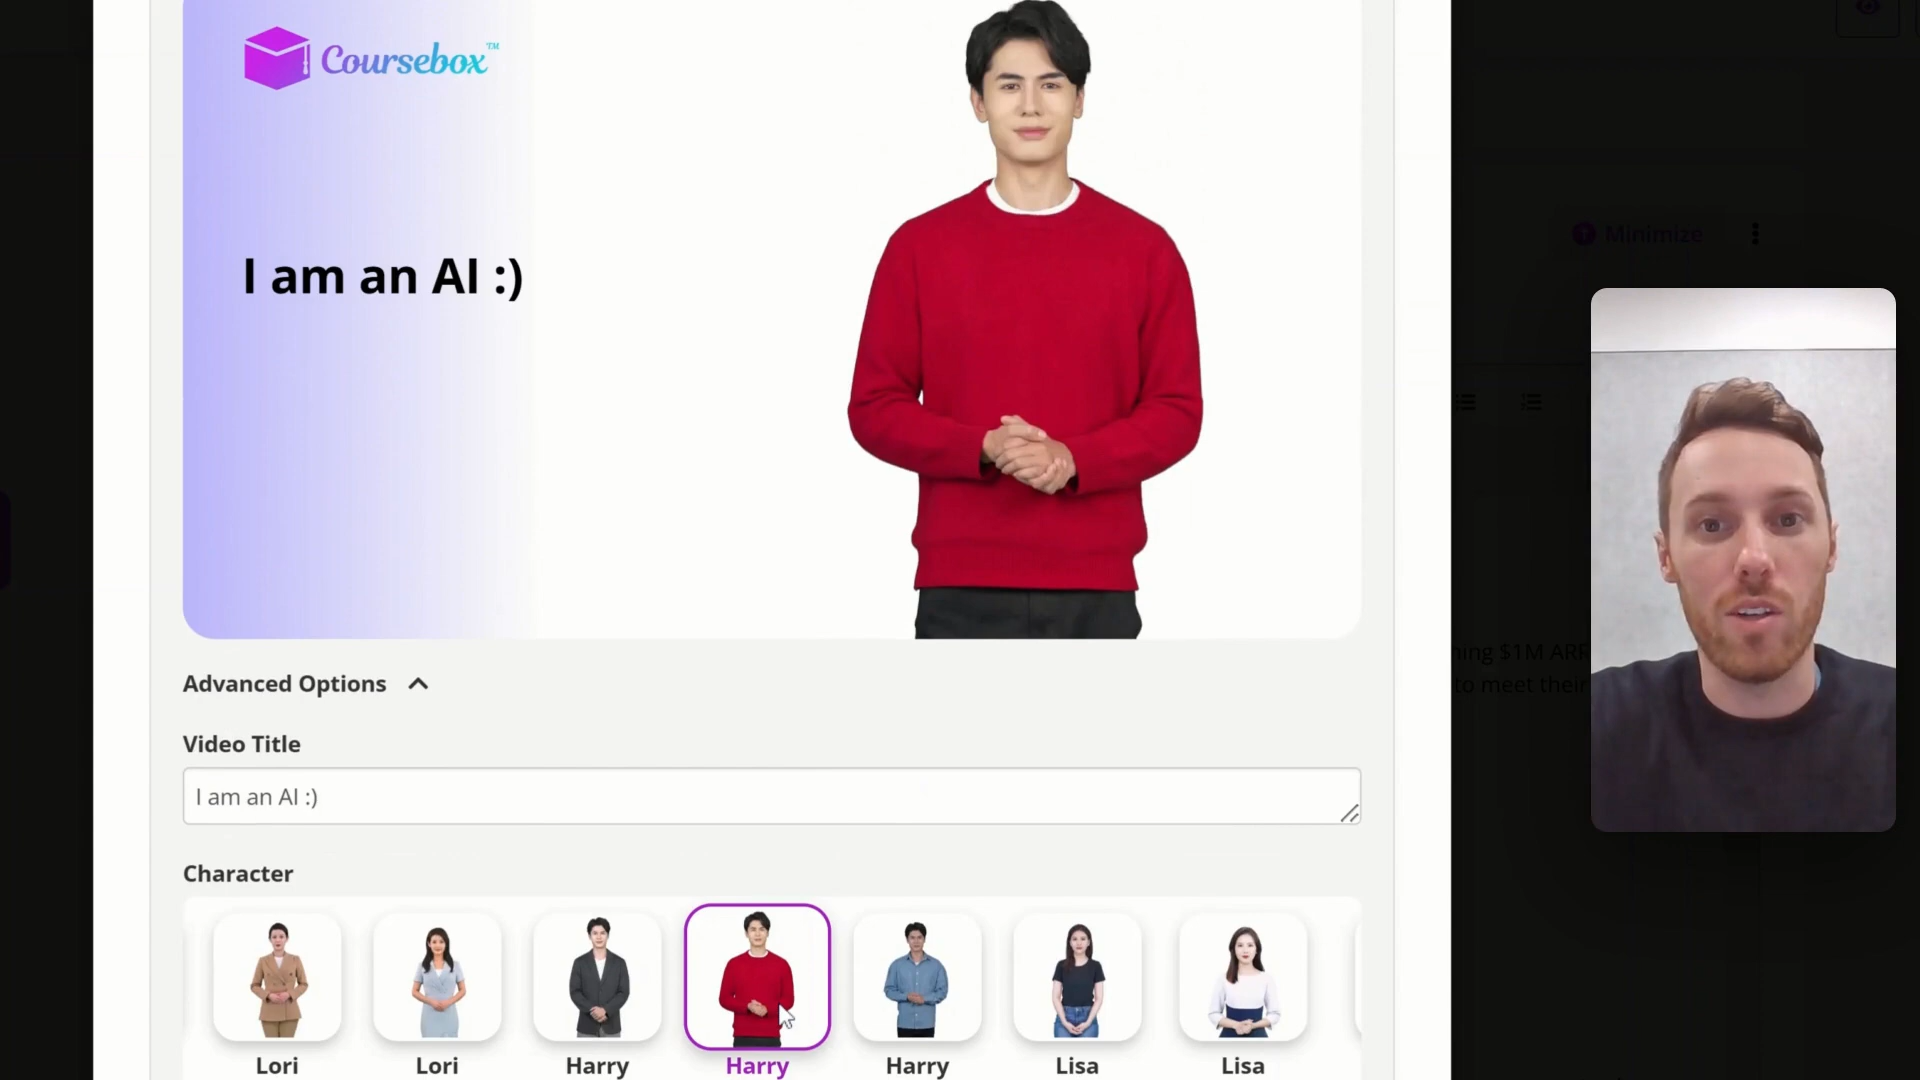 Coursebox™
I am an AI :)
Minimize
ning $1M ARR
to meet their
Advanced Options
Video Title
I am an AI :)
Character
Lori
Lori
Harry
Harry
Harry
Lisa
Lisa